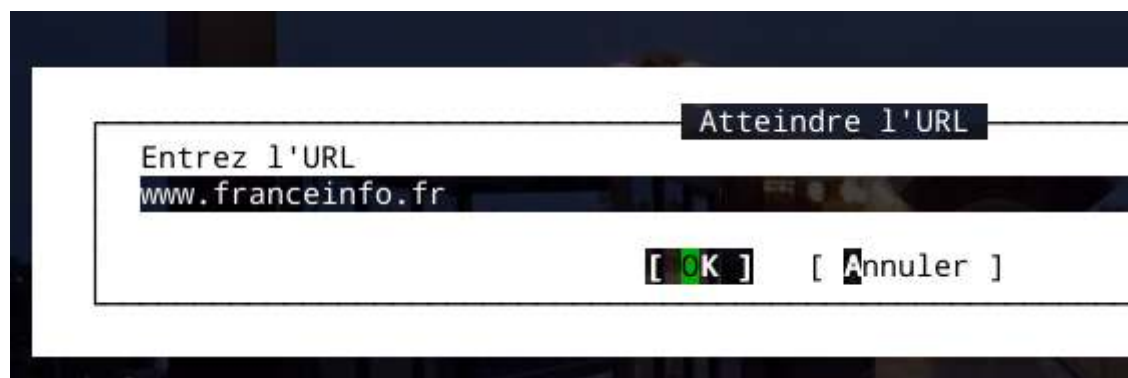 Atteindre l'URL
Entrez l'URL
www.franceinfo.fr
[ OK ] [ Annuler ]